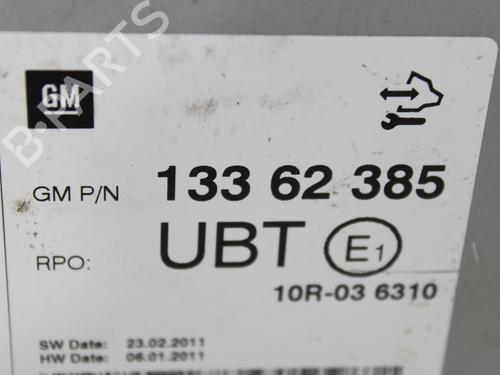 B-PARTS
GM
GM P/N 133 62 385
RPO: UBT E1
10R-03 6310
SW Date: 23.02.2011
HW Date: 06.01.2011